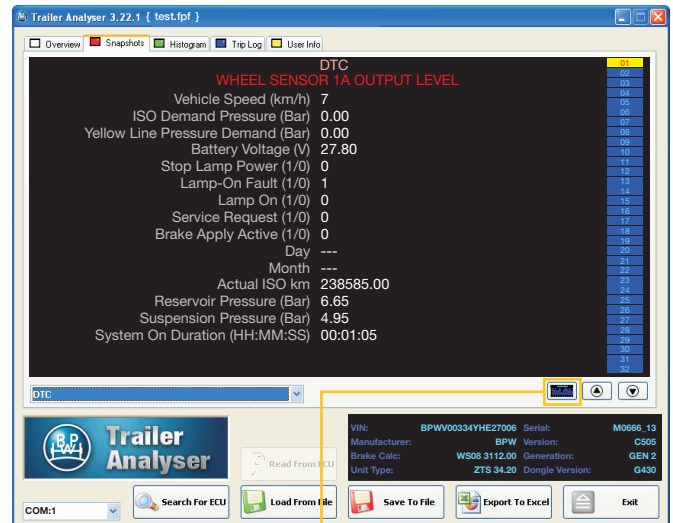 Trailer Analyser 3.22.1 { test.fpf }
Overview Snapshots Histogram Trip Log User Info
DTC
WHEEL SENSOR 1A OUTPUT LEVEL
Vehicle Speed (km/h) 7
ISO Demand Pressure (Bar) 0.00
Yellow Line Pressure Demand (Bar) 0.00
Battery Voltage (V) 27.80
Stop Lamp Power (1/0) 0
Lamp-On Fault (1/0) 1
Lamp On (1/0) 0
Service Request (1/0) 0
Brake Apply Active (1/0) 0
Day ---
Month ---
Actual ISO km 238585.00
Reservoir Pressure (Bar) 6.65
Suspension Pressure (Bar) 4.95
System On Duration (HH:MM:SS) 00:01:05
01
02
03
04
05
06
07
08
09
10
11
12
13
14
15
16
17
18
19
20
21
22
23
24
25
26
27
28
29
30
31
32
DTC
BPW
Trailer
Analyser
Read From ECU
VIN: BPWV00334YHE27006 Serial: M0666_13
Manufacturer: BPW Version: C505
Brake Calc: WS08 3112.00 Generation: GEN 2
Unit Type: ZTS 34.20 Dongle Version: G430
COM:1
Search For ECU
Load From File
Save To File
Export To Excel
Exit